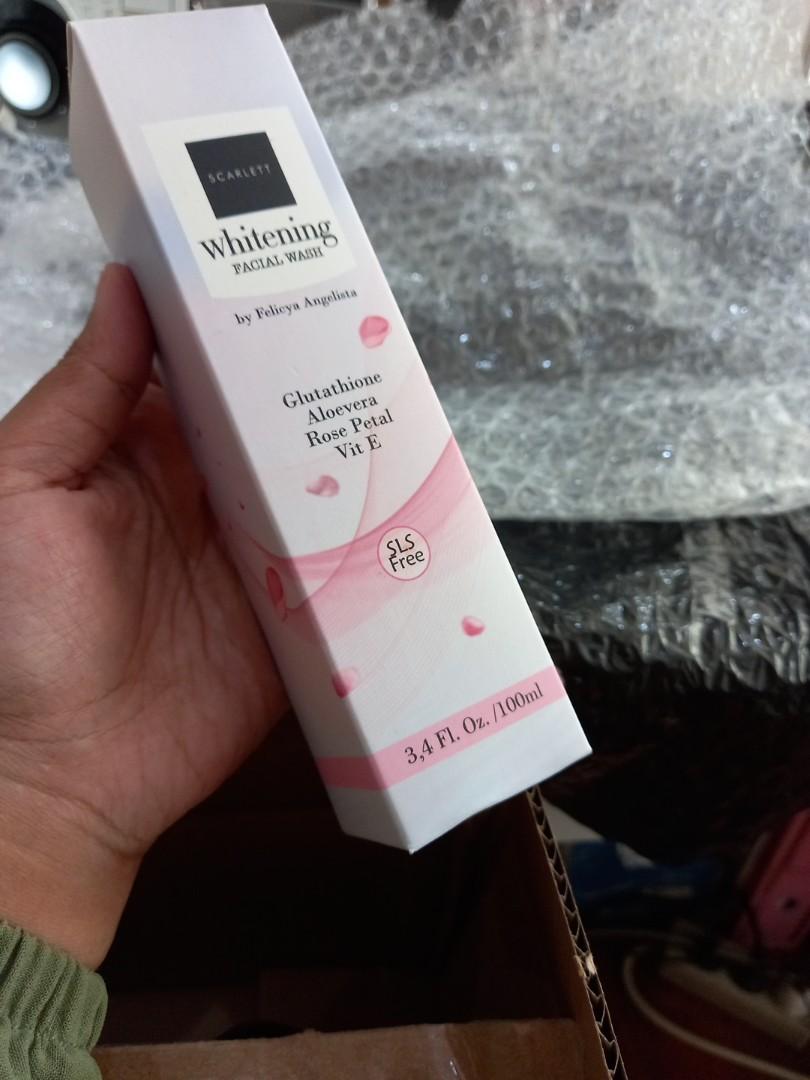 SCARLETT
Whitening
FACIAL WASH
by Felicya Angelista
Glutathione
Aloevera
Rose Petal
Vit E
SLS
Free
3,4 Fl. Oz. /100ml